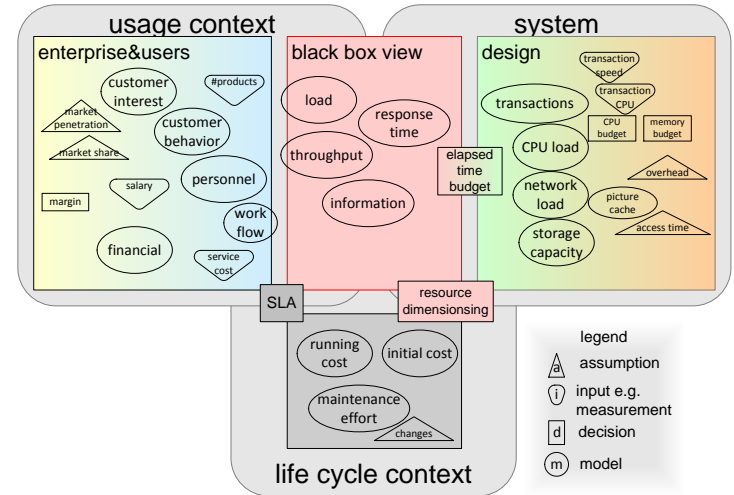 usage context
system
enterprise&users
black box view
design
customer
interest
#products
market
penetration
customer
behavior
market share
personnel
salary
margin
work
flow
financial
service
cost
load
response
time
throughput
information
elapsed
time
budget
transaction
speed
transaction
CPU
transactions
CPU
budget
memory
budget
CPU load
overhead
network
load
picture
cache
access time
storage
capacity
SLA
resource
dimensionsing
running
cost
initial cost
maintenance
effort
changes
life cycle context
legend
a assumption
i input e.g.
measurement
d decision
m model